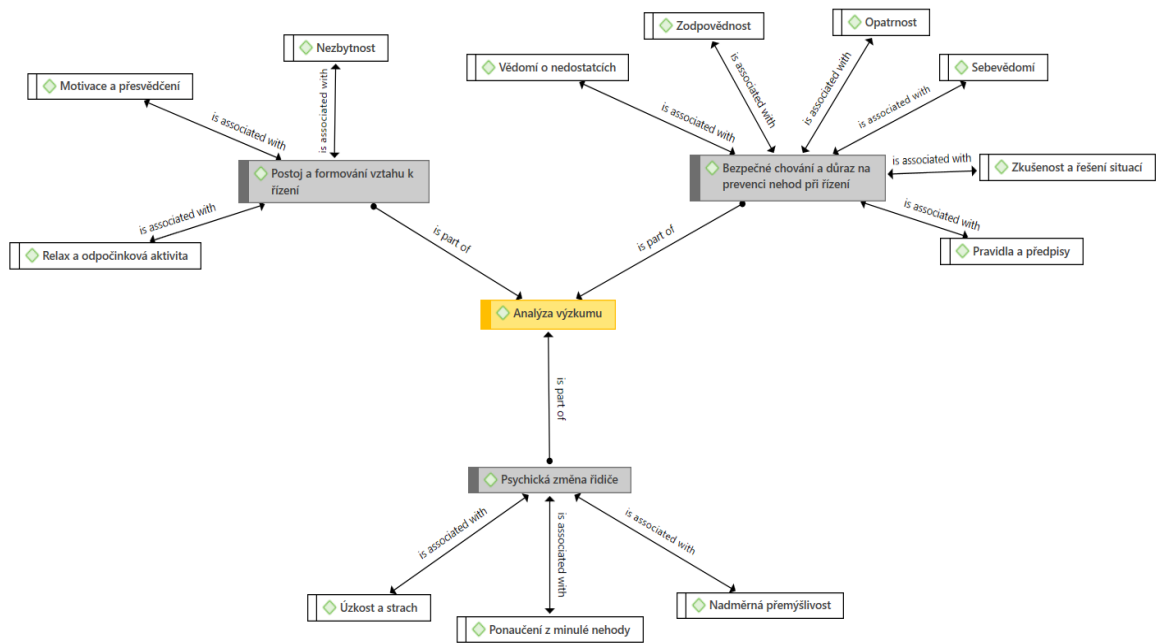 Nezbytnost
Zodpovědnost
Opatrnost
Motivace a přesvědčení
Vědomí o nedostatcích
Sebevědomí
is associated with
is associated with
is associated with
is associated with
is associated with
is associated with
Postoj a formování vztahu k
řízení
Bezpečné chování a důraz na
prevenci nehod při řízení
is associated with
Zkušenost a řešení situací
is associated with
is associated with
Relax a odpočinková aktivita
Pravidla a předpisy
is part of
is part of
Analýza výzkumu
is part of
Psychická změna řidiče
is associated with
is associated with
is associated with
Úzkost a strach
Ponaučení z minulé nehody
Nadměrná přemýšlivost